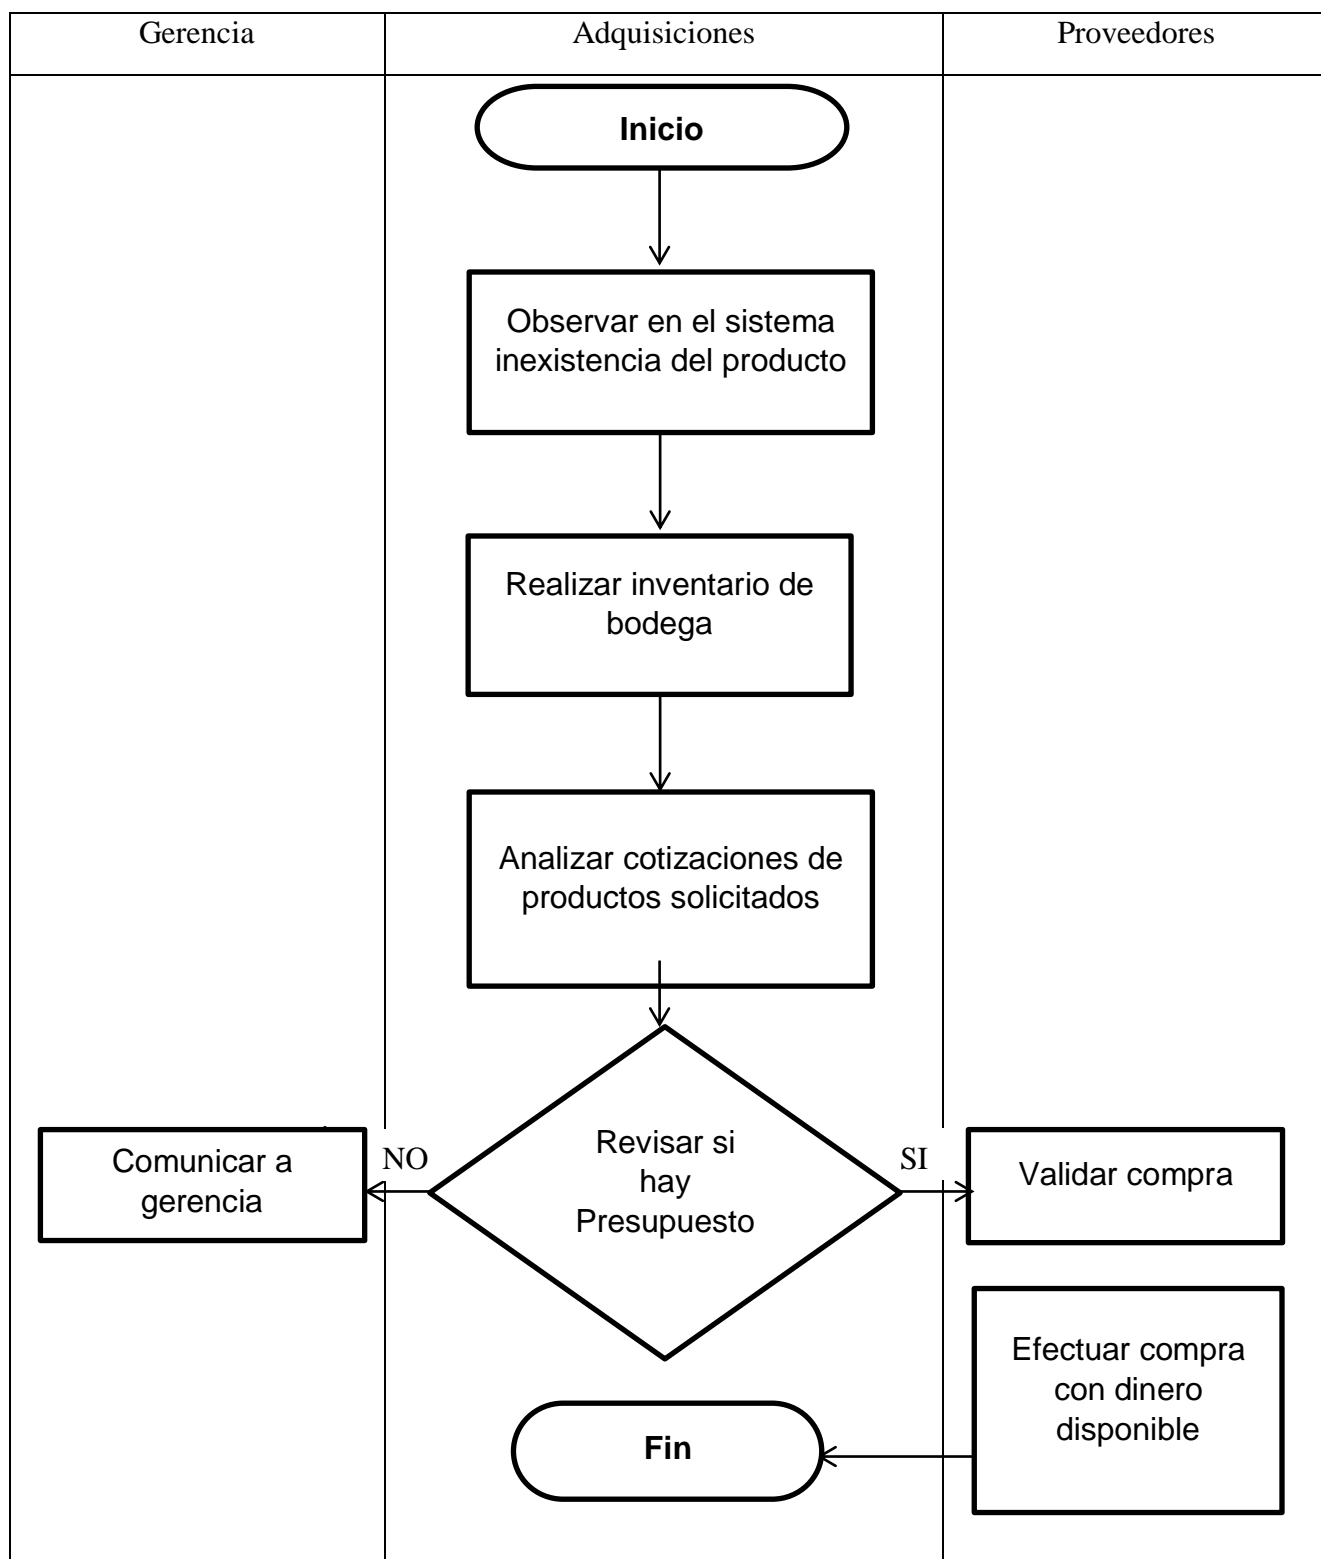 Gerencia
Adquisiciones
Proveedores
Inicio
Observar en el sistema
inexistencia del producto
Realizar inventario de
bodega
Analizar cotizaciones de
productos solicitados
Revisar si
hay
Presupuesto
NO
SI
Comunicar a
gerencia
Validar compra
Efectuar compra
con dinero
disponible
Fin